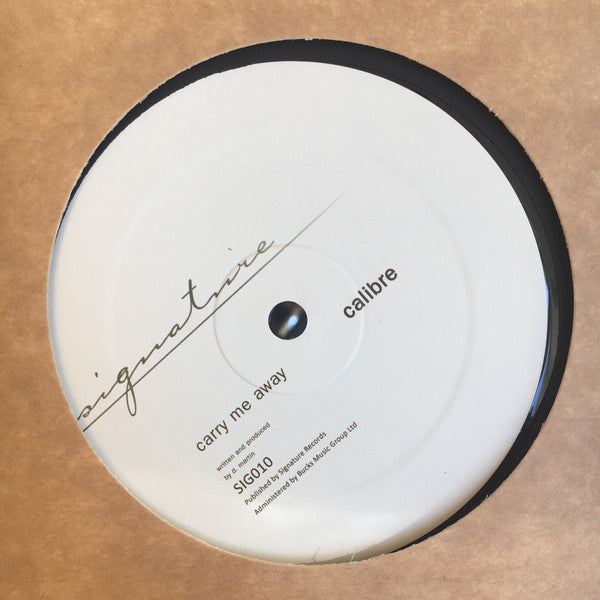 signature
calibre
carry me away
written and produced
by d. martin
SIG010
Published by Signature Records
Administered by Bucks Music Group Ltd